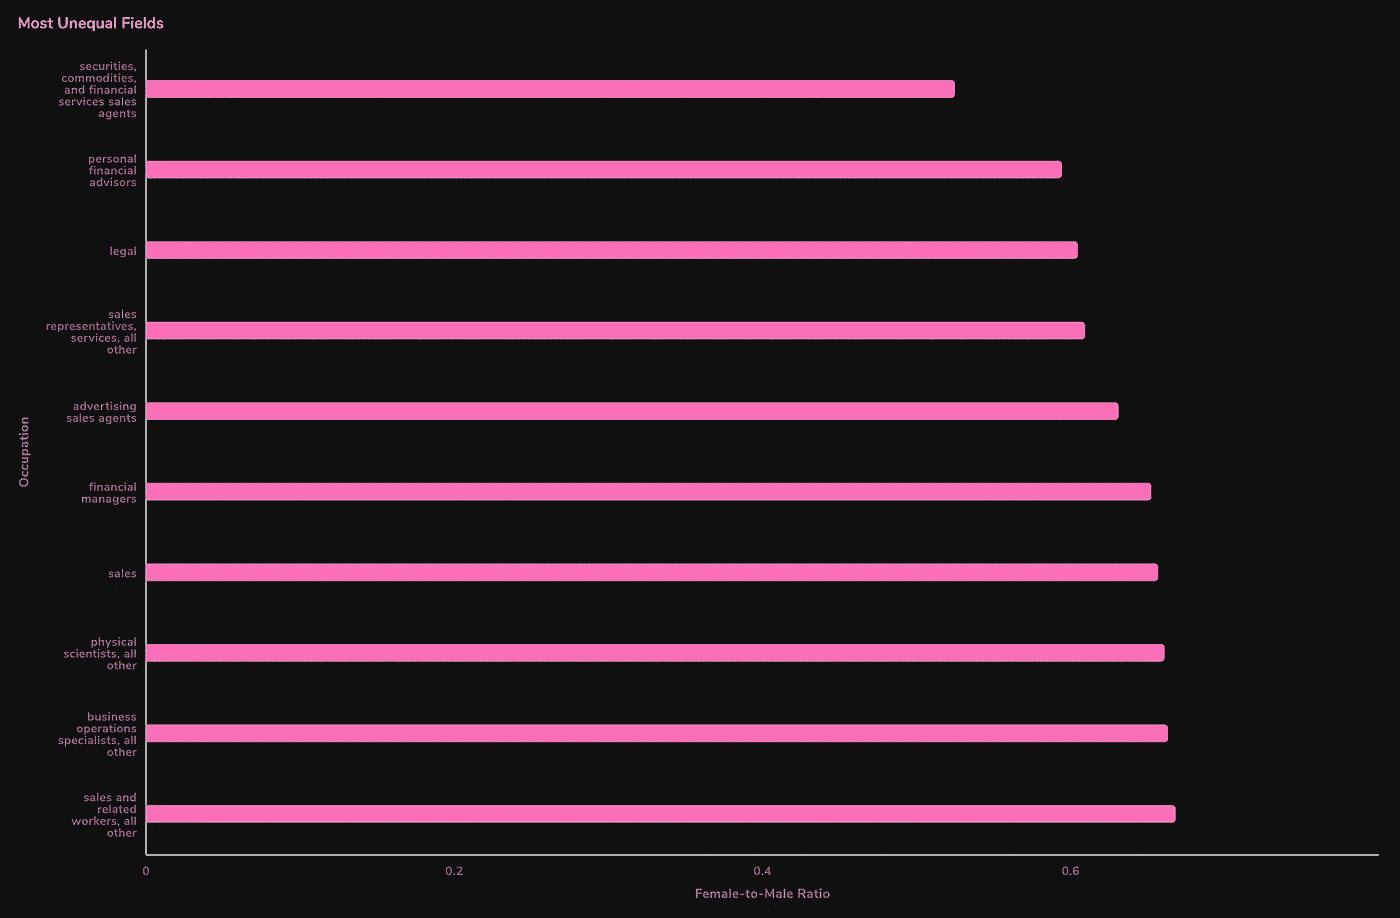 Most Unequal Fields
securities,
commodities,
and financial
services sales
agents
personal
financial
advisors
legal
sales
representatives,
services, all
other
advertising
sales agents
financial
managers
sales
physical
scientists, all
other
business
operations
specialists, all
other
sales and
related
workers, all
other
Occupation
0
0.2
0.4
0.6
Female-to-Male Ratio